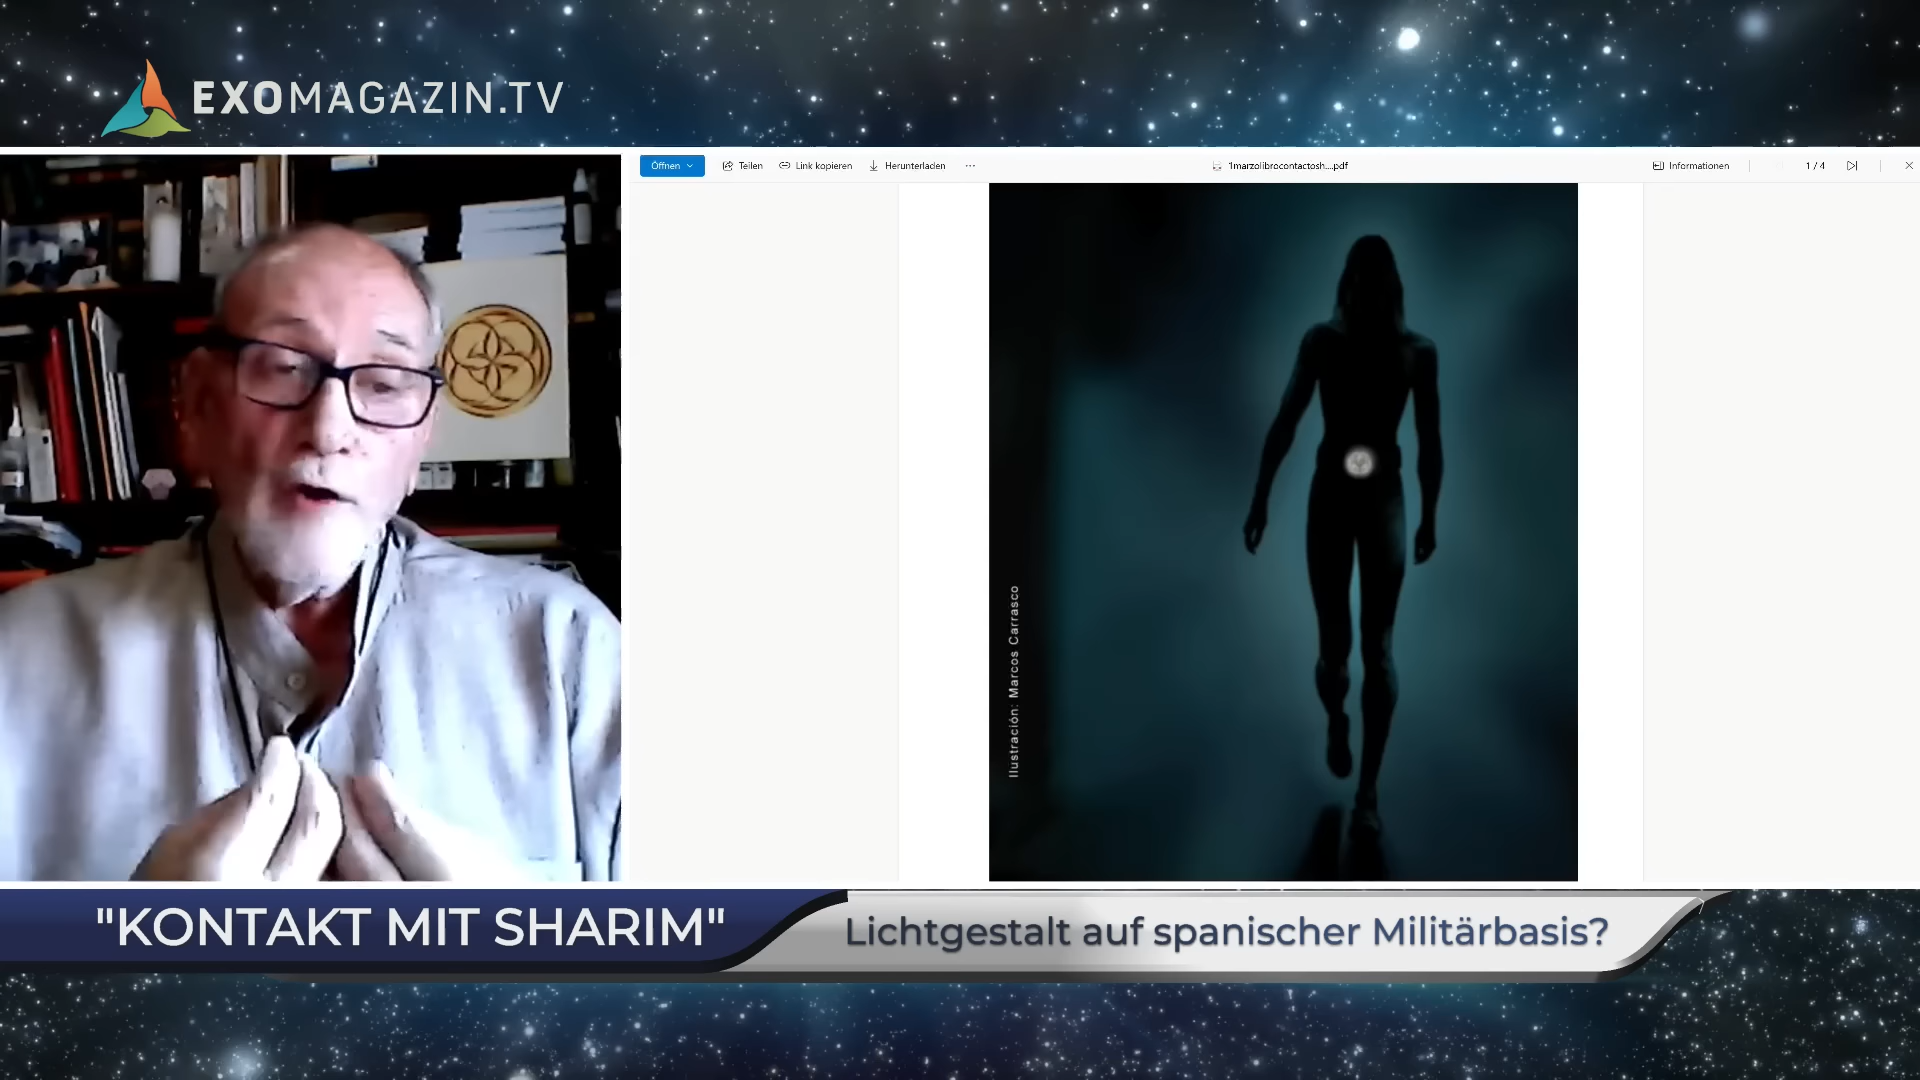 EXOMAGAZIN.TV
Öffnen Teilen Link kopieren Herunterladen ... 1marzolibrocontactosh....pdf Informationen 1 / 4
Ilustración: Marcos Carrasco
"KONTAKT MIT SHARIM" Lichtgestalt auf spanischer Militärbasis?